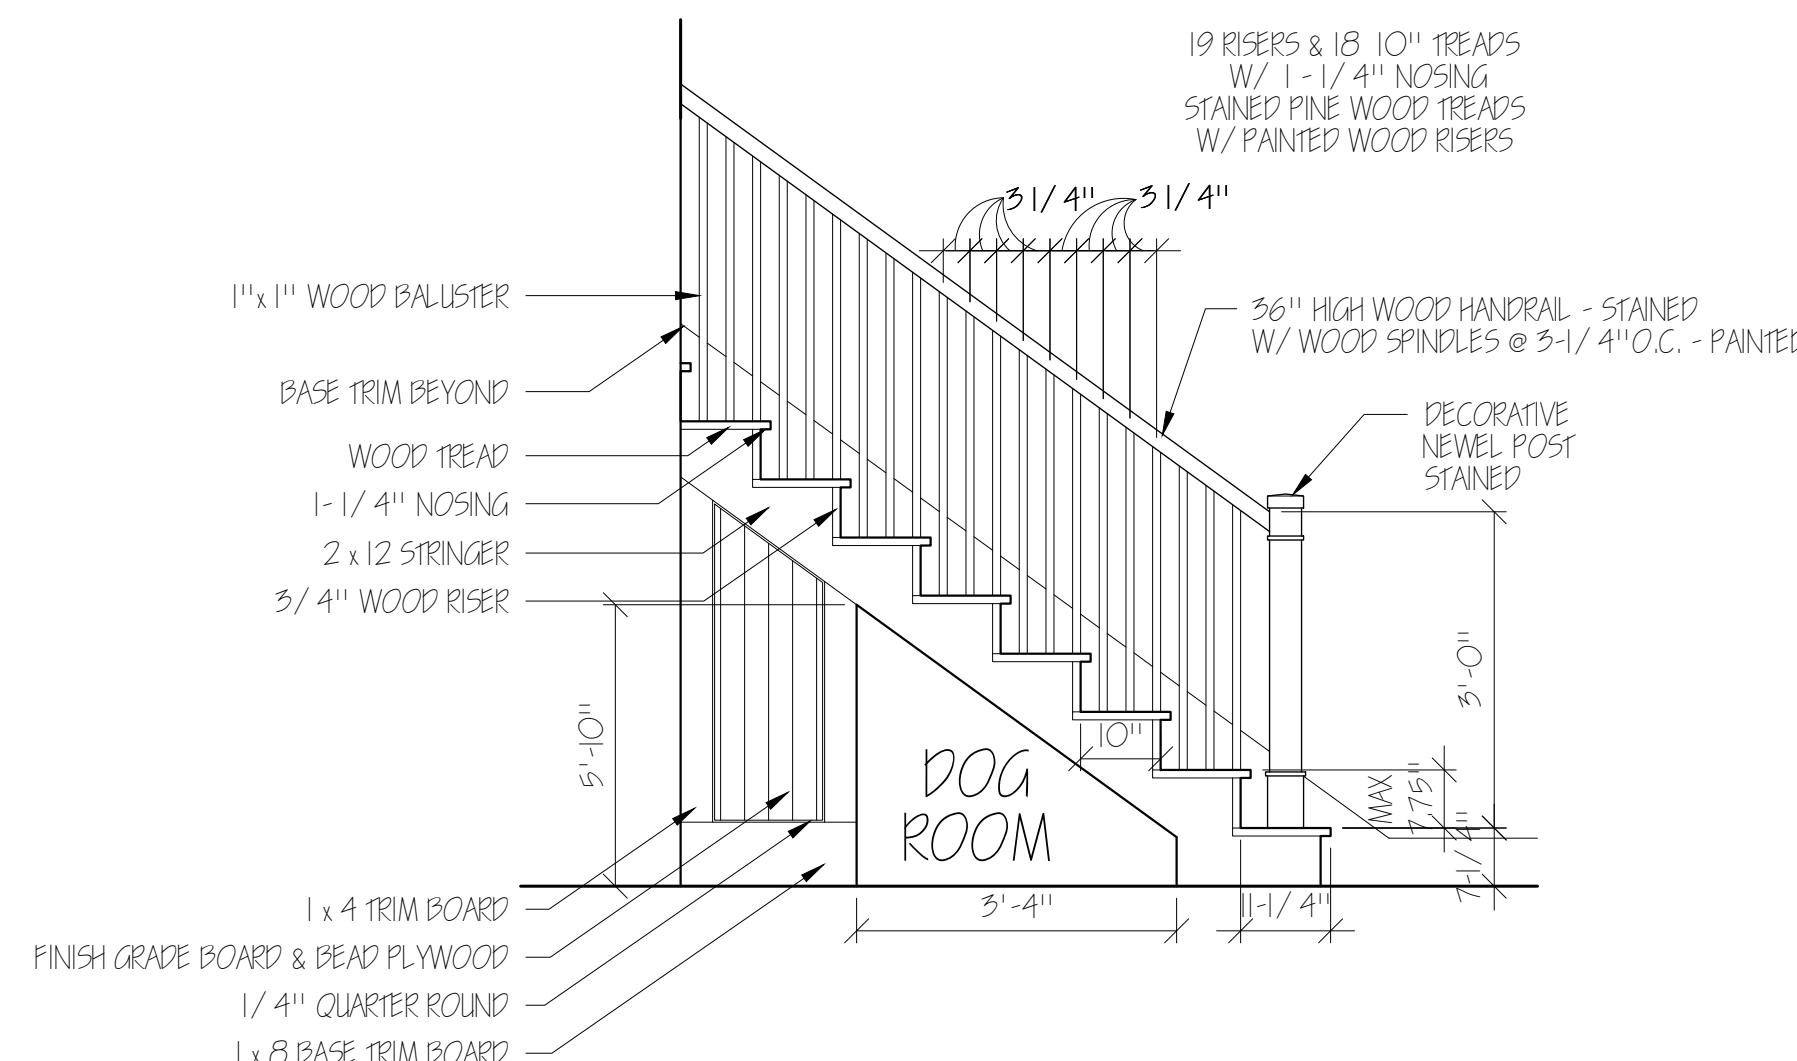 19 RISERS & 18 10" TREADS
W/ 1 - 1/4" NOSING
STAINED PINE WOOD TREADS
W/ PAINTED WOOD RISERS
3 1/4" 3 1/4"
1"x 1" WOOD BALUSTER
BASE TRIM BEYOND
WOOD TREAD
1- 1/4" NOSING
2 x 12 STRINGER
3/4" WOOD RISER
36" HIGH WOOD HANDRAIL - STAINED
W/ WOOD SPINDLES @ 3-1/4"O.C. - PAINTED
DECORATIVE
NEWEL POST
STAINED
5'-10"
10"
3'-0"
MAX
7.75"
7-1/4"
DOG
ROOM
3'-4"
11-1/4"
1 x 4 TRIM BOARD
FINISH GRADE BOARD & BEAD PLYWOOD
1/4" QUARTER ROUND
1 x 8 BASE TRIM BOARD